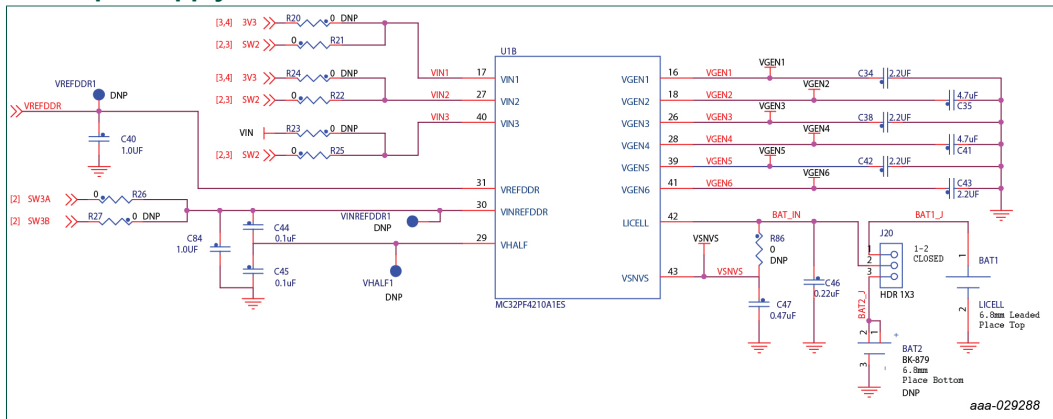 [3,4] 3V3 R20 0 DNP
[2,3] SW2 0 R21
[3,4] 3V3 R24 0 DNP
[2,3] SW2 0 R22
VIN R23 0 DNP
[2,3] SW2 0 R25
VREFDDR1
DNP
VREFDDR
C40
1.0UF
[2] SW3A 0 R26
[2] SW3B R27 0 DNP
C84
1.0UF
C44
0.1uF
C45
0.1uF
VINREFDDR1
DNP
VHALF1
DNP
VIN1
VIN2
VIN3
U1B
17 VIN1
27 VIN2
40 VIN3
31 VREFDDR
30 VINREFDDR
29 VHALF
MC32PF4210A1ES
VGEN1 16 VGEN1 VGEN1 C34 2.2UF
VGEN2 18 VGEN2 VGEN2 4.7uF C35
VGEN3 26 VGEN3 VGEN3 C38 2.2UF
VGEN4 28 VGEN4 VGEN4 4.7uF C41
VGEN5 39 VGEN5 VGEN5 C42 2.2UF
VGEN6 41 VGEN6 VGEN6 C43 2.2UF
LICELL 42 BAT_IN
VSNVS 43 VSNVS
VSNVS
R86
0
DNP
C47
0.47uF
C46
0.22uF
BAT1_J
J20
1
2
3
1-2
CLOSED
HDR 1X3
BAT2_J
1
BAT1
2
LICELL
6.8mm Leaded
Place Top
2 1 +
BAT2
BK-879
3 -
6.8mm
Place Bottom
DNP
aaa-029288